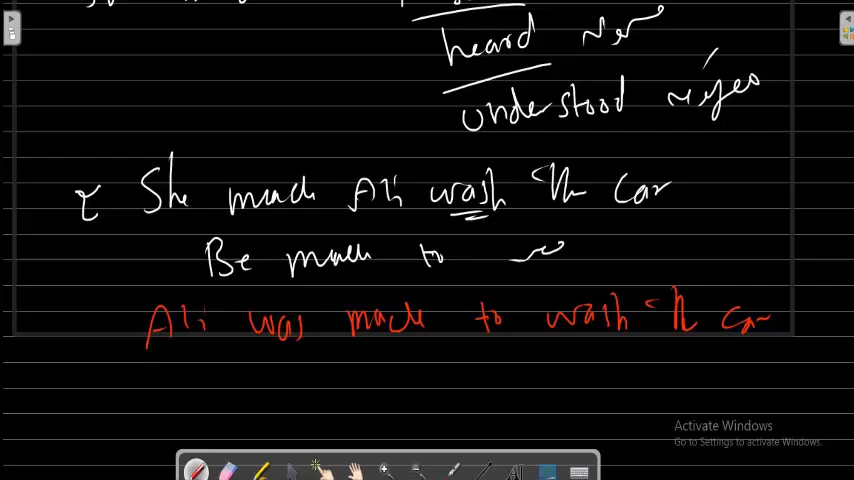 heard
understood
She made Ali wash the car
Be made to
Ali was made to wash the car
Activate Windows
Go to Settings to activate Windows.